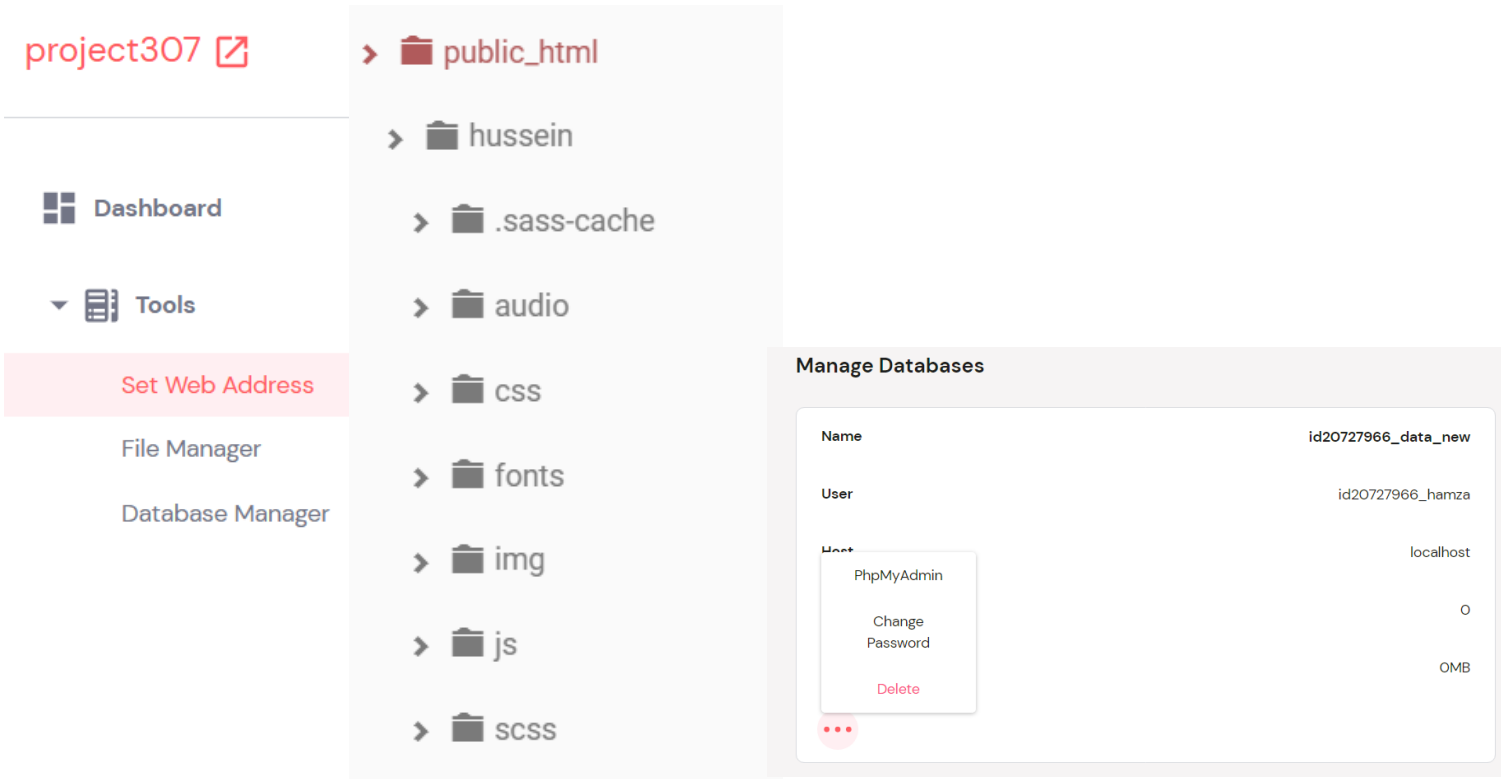 project307
Dashboard
Tools
Set Web Address
File Manager
Database Manager
public_html
hussein
.sass-cache
audio
css
fonts
img
js
scss
Manage Databases
Name id20727966_data_new
User id20727966_hamza
Host localhost
PhpMyAdmin
0
Change
Password
0MB
Delete